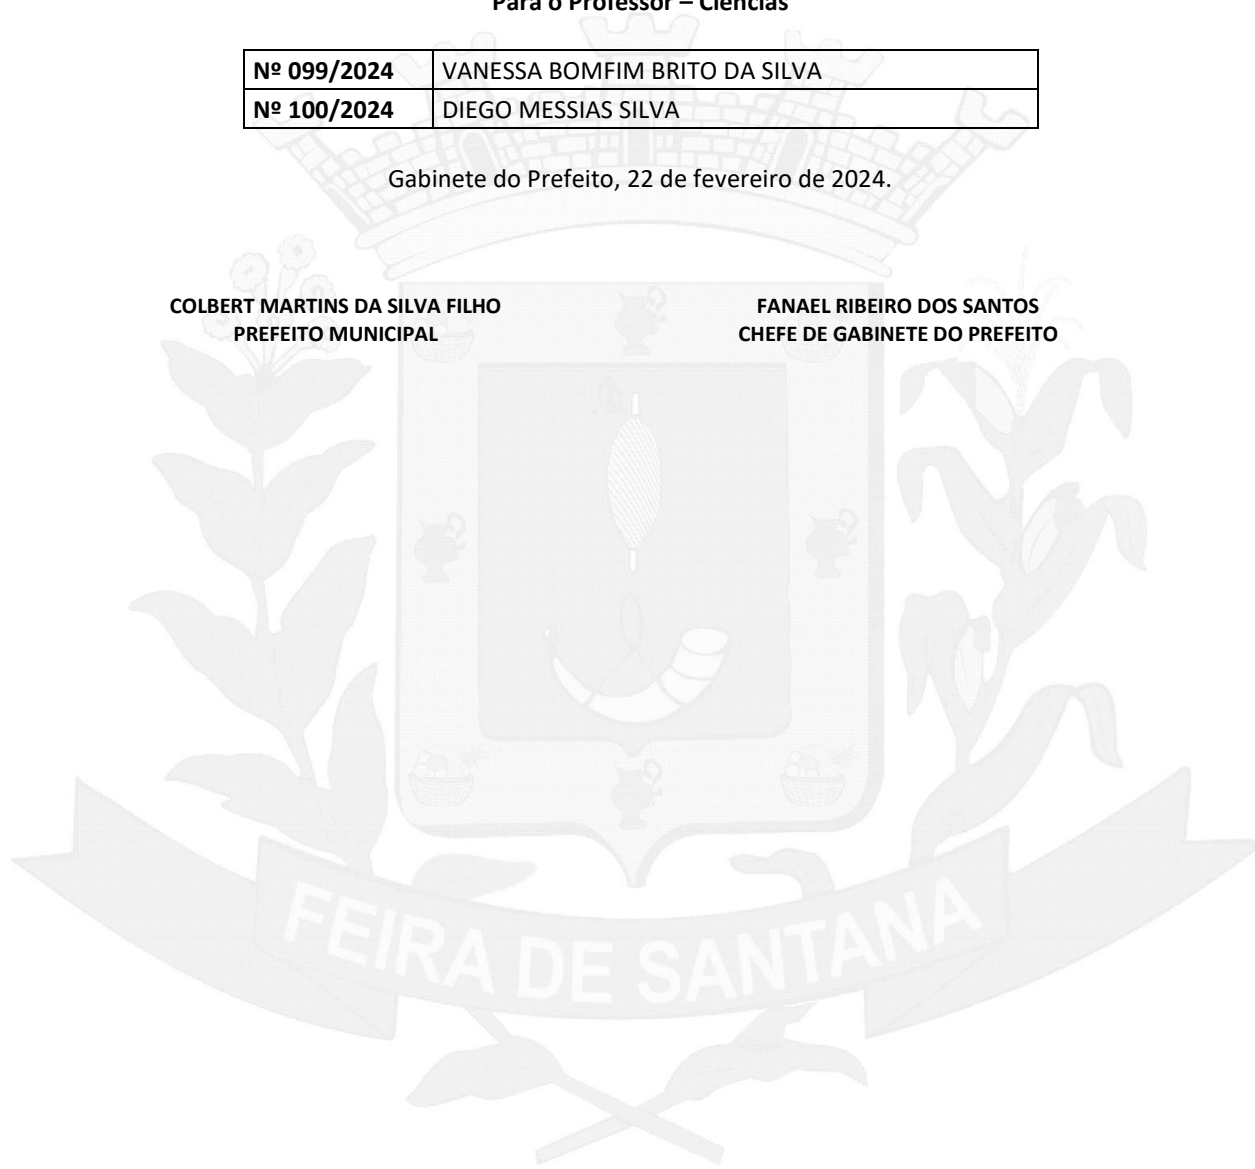 Para o Professor – Ciências
Nº 099/2024 VANESSA BOMFIM BRITO DA SILVA
Nº 100/2024 DIEGO MESSIAS SILVA
Gabinete do Prefeito, 22 de fevereiro de 2024.
COLBERT MARTINS DA SILVA FILHO FANAEL RIBEIRO DOS SANTOS
PREFEITO MUNICIPAL CHEFE DE GABINETE DO PREFEITO
FEIRA DE SANTANA